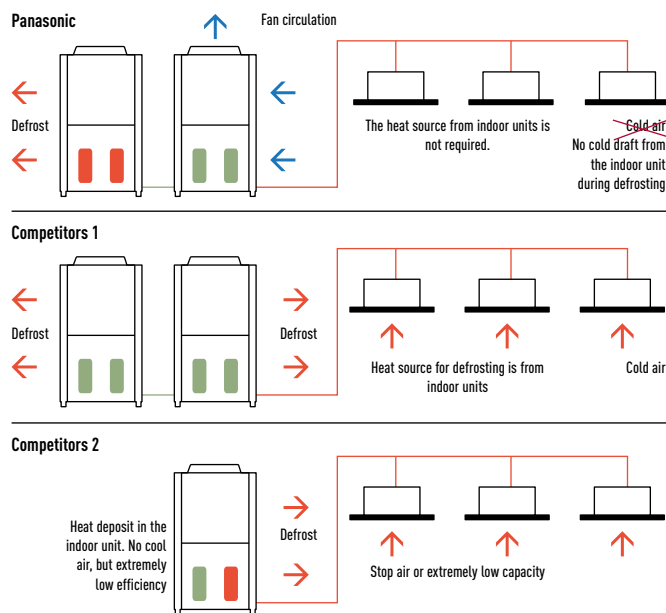 Panasonic
Fan circulation
Defrost
The heat source from indoor units is
not required.
Cold air
No cold draft from
the indoor unit
during defrosting
Competitors 1
Defrost
Defrost
Heat source for defrosting is from
indoor units
Cold air
Competitors 2
Heat deposit in the
indoor unit. No cool
air, but extremely
low efficiency
Defrost
Stop air or extremely low capacity